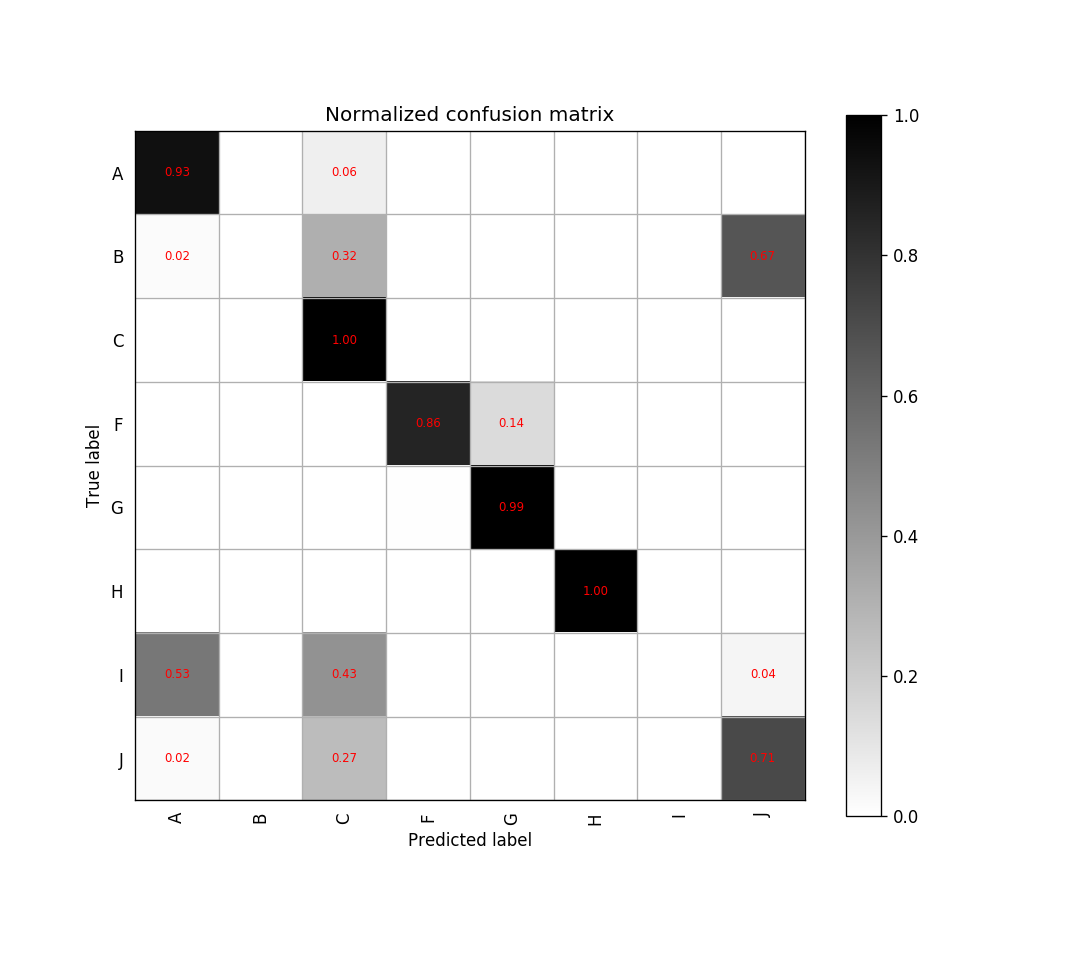 Normalized confusion matrix
1.0
A 0.93 0.06
B 0.02 0.32 0.67
0.8
C 1.00
F 0.86 0.14
0.6
True label
G 0.99
0.4
H 1.00
I 0.53 0.43 0.04
0.2
J 0.02 0.27
0.0
A B C F G H I J
Predicted label